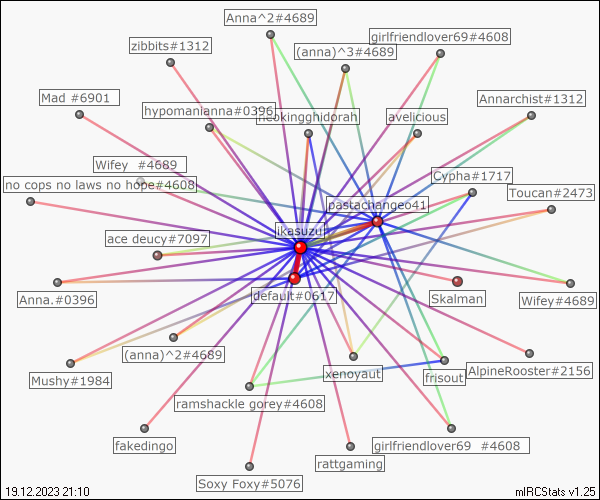 Anna^2#4689
girlfriendlover69#4608
zibbits#1312
(anna)^3#4689
Mad #6901
Annarchist#1312
hypomanianna#0396
neokingghidorah
avelicious
Wifey  #4689
Cypha#1717
no cops no laws no hope#4608
Toucan#2473
pastachangeo41
ikasuzu
ace deucy#7097
default#0617
Skalman
Anna.#0396
Wifey#4689
(anna)^2#4689
xenoyaut
frisout
AlpineRooster#2156
Mushy#1984
ramshackle gorey#4608
fakedingo
girlfriendlover69  #4608
rattgaming
Soxy Foxy#5076
19.12.2023 21:10
mIRCStats v1.25